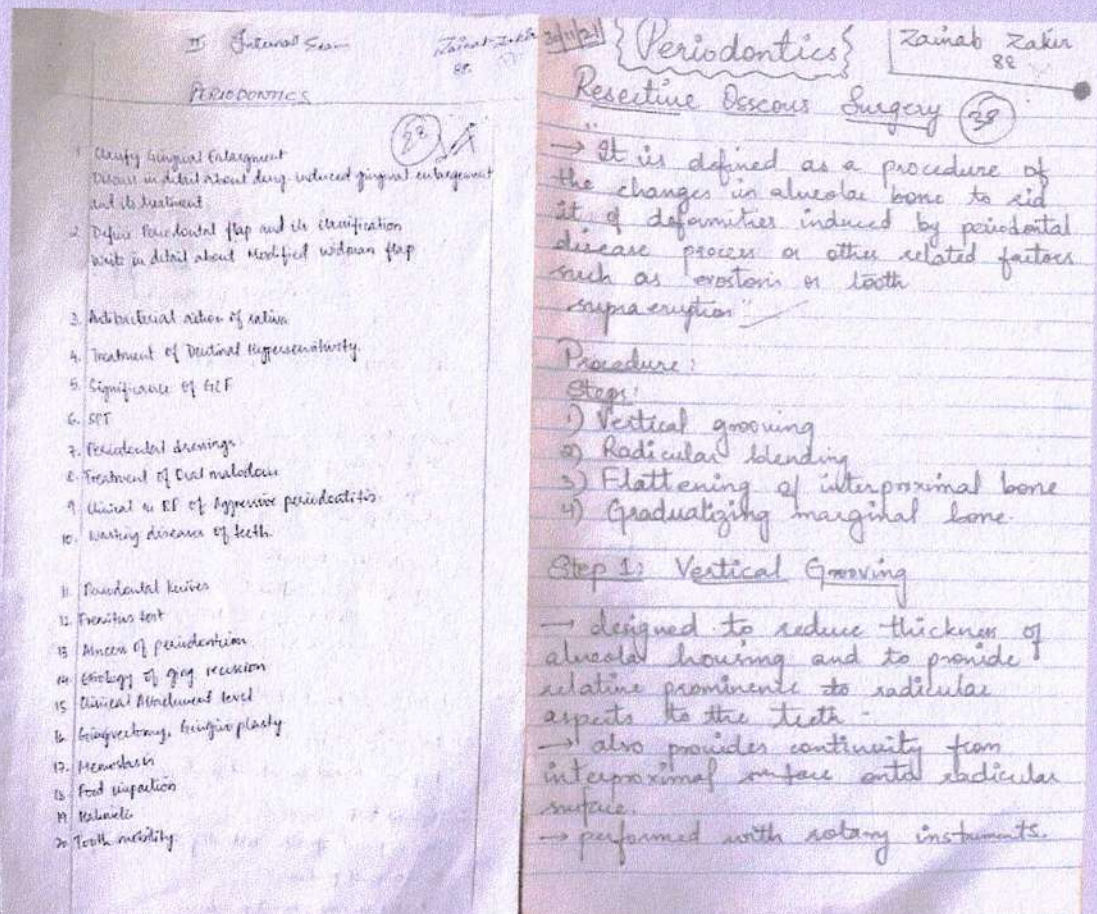 II Internal Exam
Zainab Zakir
88.
PERIODONTICS
1 Classify Gingival Enlargment
Discuss in detail about drug-induced gingival enlargement
and its treatment
2. Define Periodontal flap and its classification
Write in detail about Modified widman flap
3. Antibacterial action of saliva
4. Treatment of Dentinal Hypersensitivity
5. Significance of GCF
6. SPT
7. Periodontal dressings
8. Treatment of Oral malodour
9. Clinical & RF of Aggressive periodontitis.
10. Wasting diseases of teeth.
11. Periodontal knives
12. Fremitus test
13 Abscess of periodontium
14. Etiology of ging recession
15 Clinical Attachment level
16. Gingivectomy, Gingivoplasty
17. Hemostasis
18 Food impaction
19 Halimeter
20 Tooth mobility.
{Periodontics}
Zainab Zakir
88
Resective Osseous Surgery
38
→ "It is defined as a procedure of
the changes in alveolar bone to rid
it of deformities induced by periodontal
disease process or other related factors
such as exostosis or tooth
supra eruption"
Procedure:
Steps:
1) Vertical grooving
2) Radicular blending
3) Flattening of interproximal bone
4) Gradualizing marginal bone.
Step 1: Vertical Grooving
→ designed to reduce thickness of
alveolar housing and to provide
relative prominents to radicular
aspects to the teeth -
→ also provides continuity from
interproximal surface onto radicular
surface.
→ performed with rotary instruments.